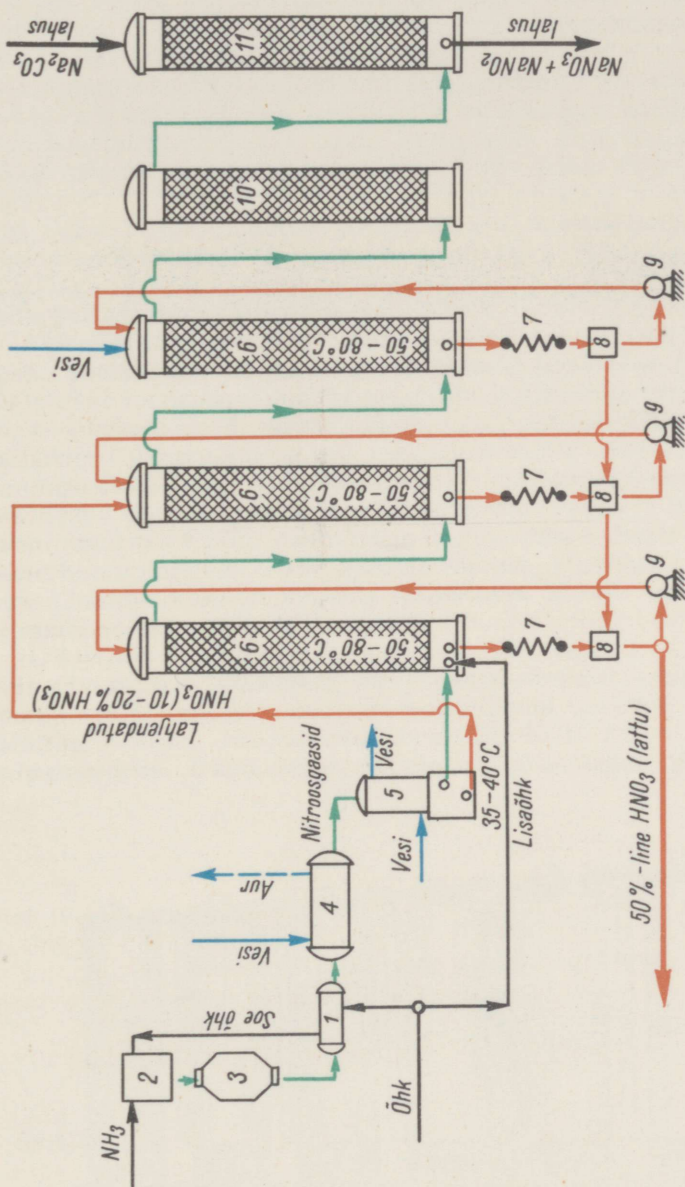 NH₃
2
3
Soe õhk
1
Õhk
Vesi
Aur
4
Nitroosgaasid
Vesi
5
Vesi
35–40°C
Lisaõhk
Lahjendatud
HNO₃ (10–20% HNO₃)
6
50–80°C
7
8
9
50%-line HNO₃ (lattu)
6
50–80°C
7
8
9
Vesi
6
50–80°C
7
8
9
10
Na₂CO₃
lahus
11
NaNO₃ + NaNO₂
lahus